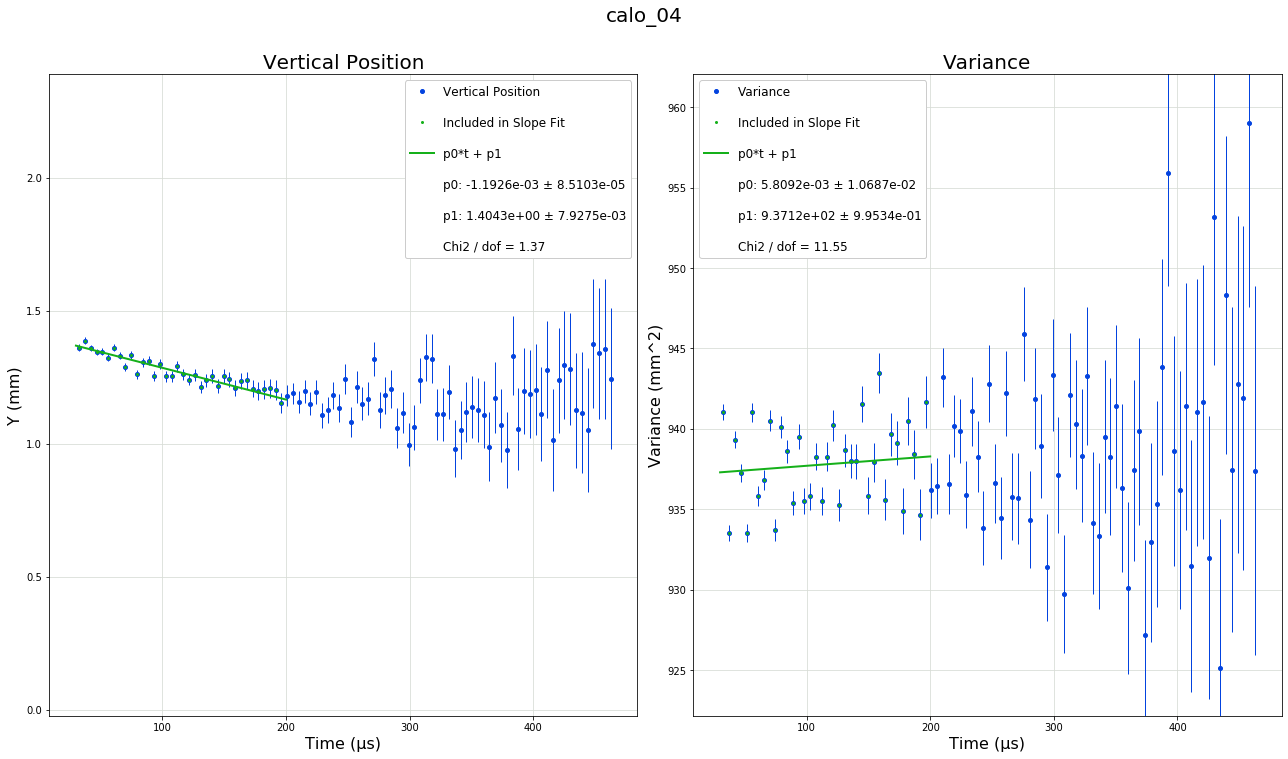 calo_04
Vertical Position
Vertical Position
Included in Slope Fit
p0*t + p1
p0: -1.1926e-03 ± 8.5103e-05
p1: 1.4043e+00 ± 7.9275e-03
Chi2 / dof = 1.37
2.0
1.5
1.0
0.5
0.0
Y (mm)
100 200 300 400
Time (μs)
Variance
Variance
Included in Slope Fit
p0*t + p1
p0: 5.8092e-03 ± 1.0687e-02
p1: 9.3712e+02 ± 9.9534e-01
Chi2 / dof = 11.55
960
955
950
945
940
935
930
925
Variance (mm^2)
100 200 300 400
Time (μs)